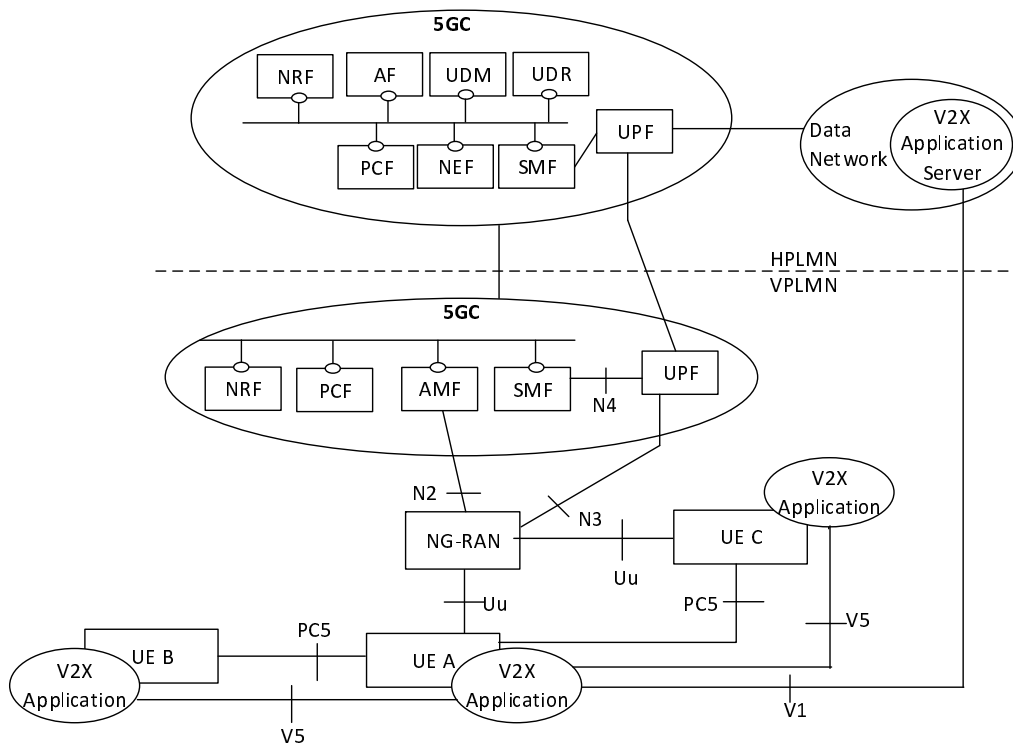 5GC
NRF
AF
UDM
UDR
UPF
PCF
NEF
SMF
Data
Network
V2X
Application
Server
HPLMN
VPLMN
5GC
NRF
PCF
AMF
SMF
N4
UPF
N2
N3
NG-RAN
Uu
UE C
V2X
Application
Uu
PC5
V5
PC5
UE B
V2X
Application
UE A
V2X
Application
V5
V1